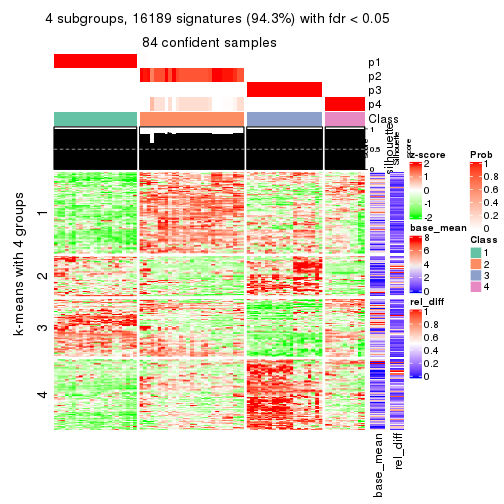 4 subgroups, 16189 signatures (94.3%) with fdr < 0.05
84 confident samples
p1
p2
p3
p4
Class
1
0.5
0
silhouette
Silhouette
score
k-means with 4 groups
1
2
3
4
base_mean
rel_diff
z-score
2
1
0
-1
-2
base_mean
8
6
4
2
0
rel_diff
1
0.8
0.6
0.4
0.2
0
Prob
1
0.8
0.6
0.4
0.2
0
Class
1
2
3
4